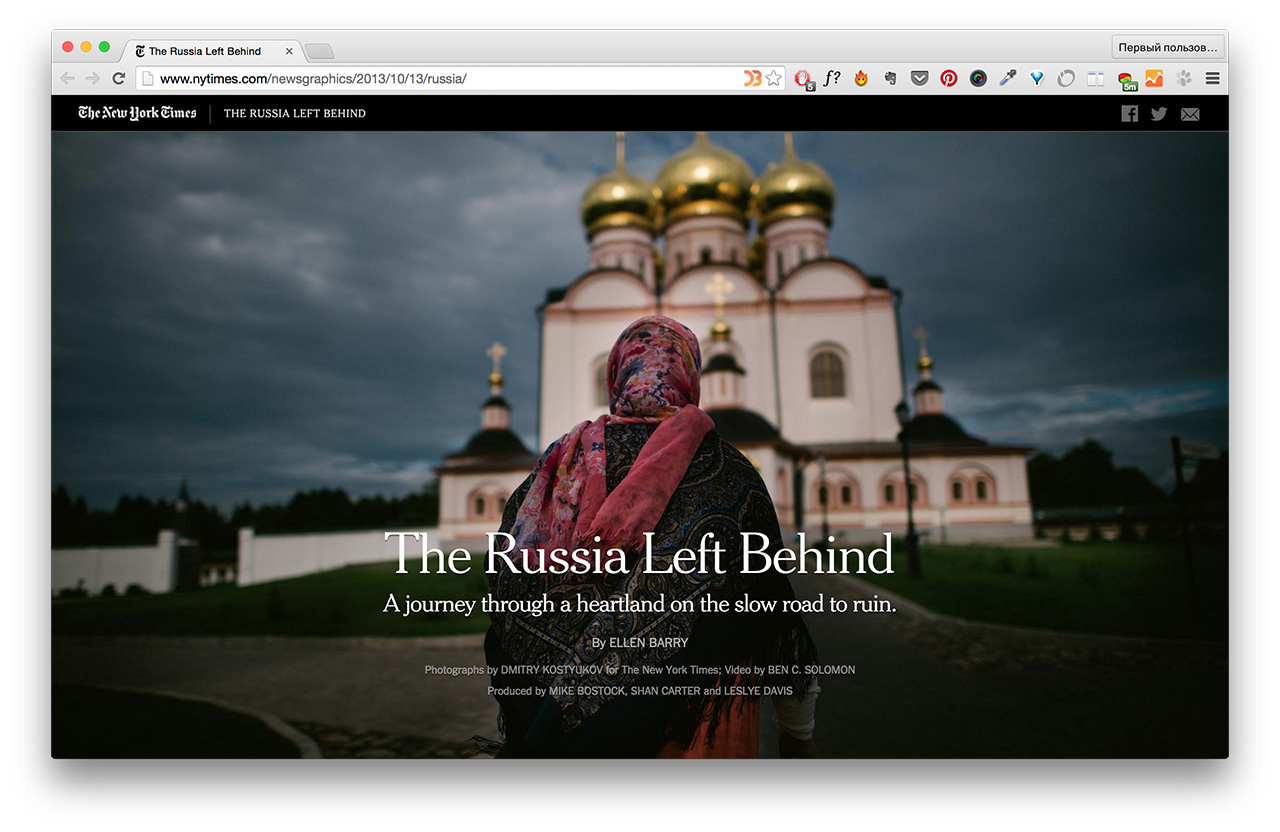 The Russia Left Behind
Первый пользов...
www.nytimes.com/newsgraphics/2013/10/13/russia/
f?
5
5m
The New York Times
THE RUSSIA LEFT BEHIND
The Russia Left Behind
A journey through a heartland on the slow road to ruin.
By ELLEN BARRY
Photographs by DMITRY KOSTYUKOV for The New York Times; Video by BEN C. SOLOMON
Produced by MIKE BOSTOCK, SHAN CARTER and LESLYE DAVIS